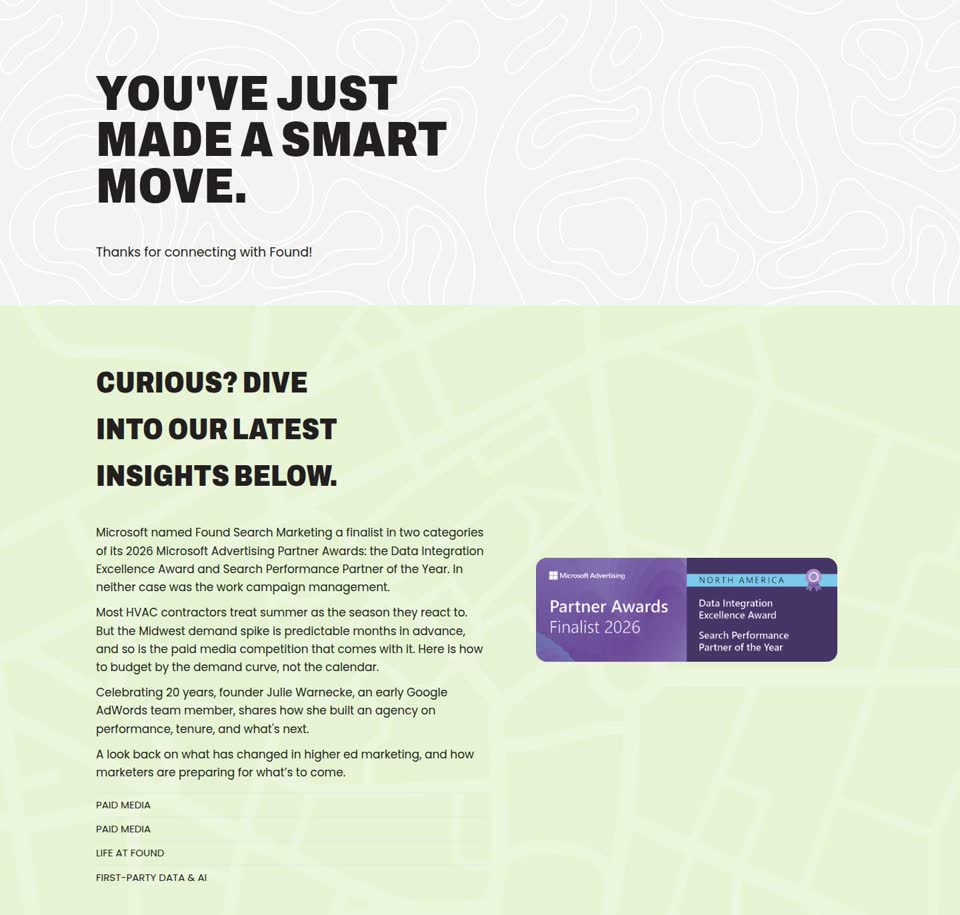 YOU'VE JUST
MADE A SMART
MOVE.
Thanks for connecting with Found!
CURIOUS? DIVE
INTO OUR LATEST
INSIGHTS BELOW.
Microsoft named Found Search Marketing a finalist in two categories
of its 2026 Microsoft Advertising Partner Awards: the Data Integration
Excellence Award and Search Performance Partner of the Year. In
neither case was the work campaign management.
Most HVAC contractors treat summer as the season they react to.
But the Midwest demand spike is predictable months in advance,
and so is the paid media competition that comes with it. Here is how
to budget by the demand curve, not the calendar.
Celebrating 20 years, founder Julie Warnecke, an early Google
AdWords team member, shares how she built an agency on
performance, tenure, and what's next.
A look back on what has changed in higher ed marketing, and how
marketers are preparing for what's to come.
PAID MEDIA
PAID MEDIA
LIFE AT FOUND
FIRST-PARTY DATA & AI
Microsoft Advertising
Partner Awards
Finalist 2026
NORTH AMERICA
Data Integration
Excellence Award
Search Performance
Partner of the Year